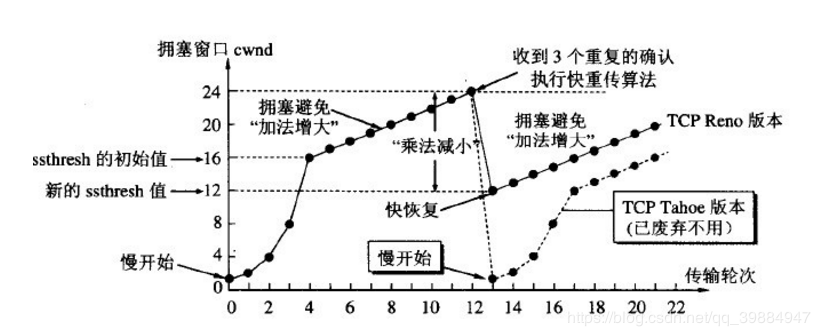 拥塞窗口 cwnd
收到 3 个重复的确认
执行快重传算法
24
20
16
12
8
4
0
拥塞避免
“加法增大”
“乘法减小”
拥塞避免
“加法增大”
TCP Reno 版本
ssthresh 的初始值
新的 ssthresh 值
快恢复
TCP Tahoe 版本
(已废弃不用)
慢开始
慢开始
传输轮次
0 2 4 6 8 10 12 14 16 18 20 22
https://blog.csdn.net/qq_39884947